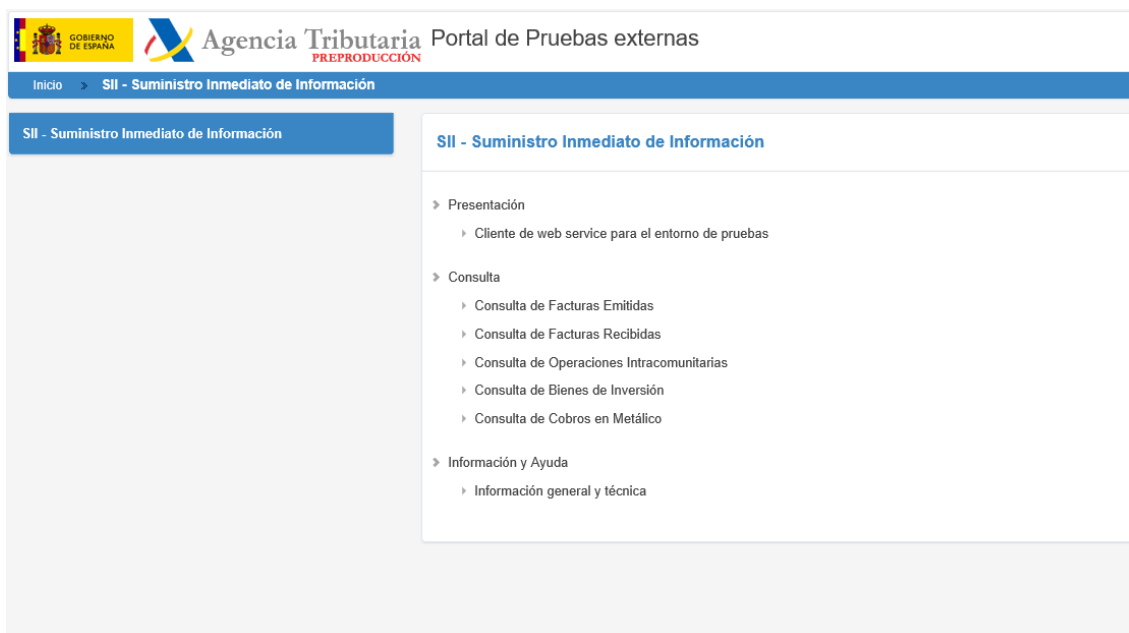 GOBIERNO
DE ESPAÑA
Agencia Tributaria
PREPRODUCCIÓN
Portal de Pruebas externas
Inicio
SII - Suministro Inmediato de Información
SII - Suministro Inmediato de Información
SII - Suministro Inmediato de Información
Presentación
Cliente de web service para el entorno de pruebas
Consulta
Consulta de Facturas Emitidas
Consulta de Facturas Recibidas
Consulta de Operaciones Intracomunitarias
Consulta de Bienes de Inversión
Consulta de Cobros en Metálico
Información y Ayuda
Información general y técnica